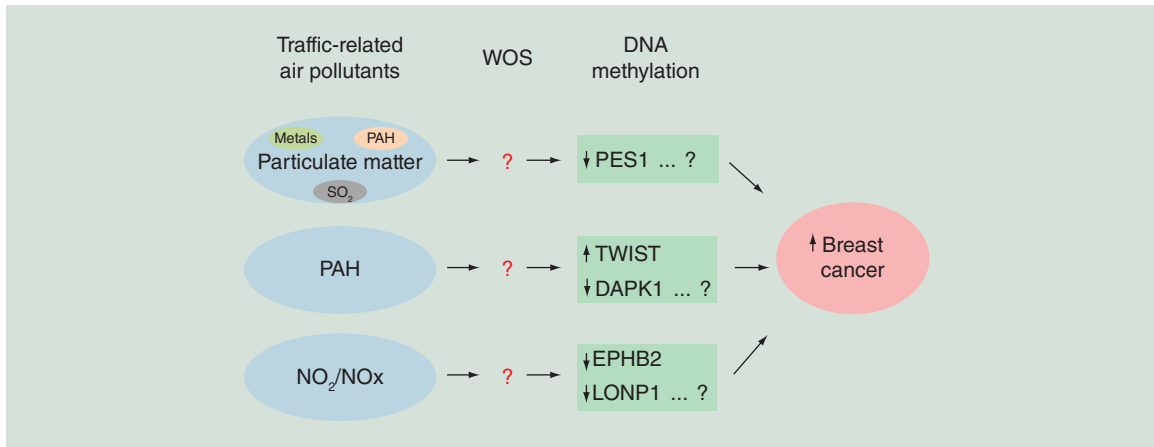 Traffic-related
air pollutants
WOS
DNA
methylation
Metals
PAH
Particulate matter
SO₂
?
↓ PES1 ... ?
PAH
?
↑ TWIST
↓ DAPK1 ... ?
NO₂/NOx
?
↓ EPHB2
↓ LONP1 ... ?
↑ Breast
cancer